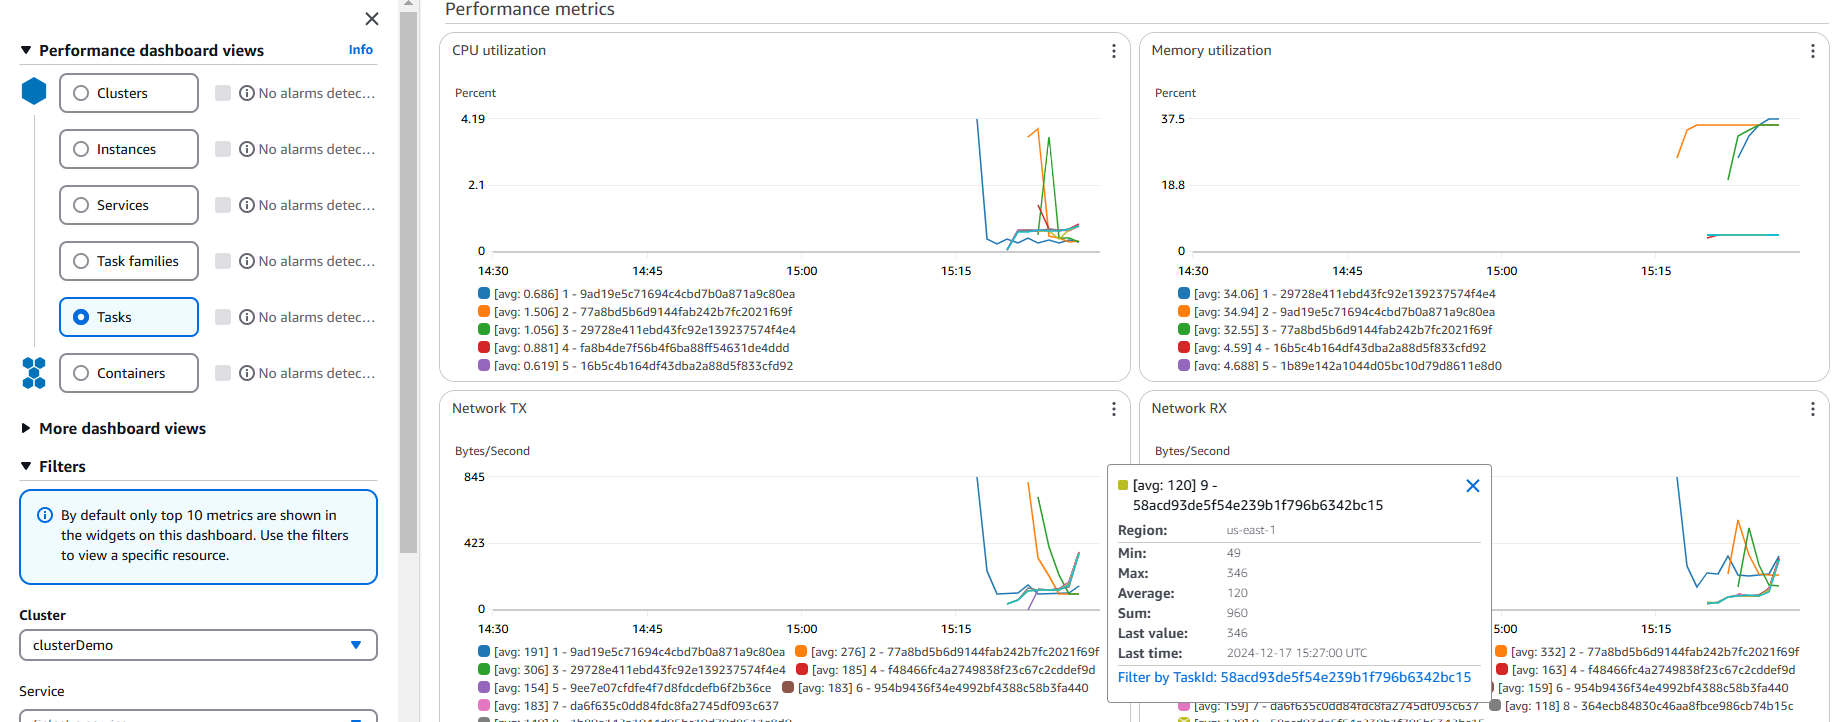 Performance dashboard views Info
Clusters No alarms detec...
Instances No alarms detec...
Services No alarms detec...
Task families No alarms detec...
Tasks No alarms detec...
Containers No alarms detec...
More dashboard views
Filters
By default only top 10 metrics are shown in
the widgets on this dashboard. Use the filters
to view a specific resource.
Cluster
clusterDemo
Service
Performance metrics
CPU utilization
Percent
4.19
2.1
0
14:30 14:45 15:00 15:15
[avg: 0.686] 1 - 9ad19e5c71694c4cbd7b0a871a9c80ea
[avg: 1.506] 2 - 77a8bd5b6d9144fab242b7fc2021f69f
[avg: 1.056] 3 - 29728e411ebd43fc92e139237574f4e4
[avg: 0.881] 4 - fa8b4de7f56b4f6ba88ff54631de4ddd
[avg: 0.619] 5 - 16b5c4b164df43dba2a88d5f833cfd92
Memory utilization
Percent
37.5
18.8
0
14:30 14:45 15:00 15:15
[avg: 34.06] 1 - 29728e411ebd43fc92e139237574f4e4
[avg: 34.94] 2 - 9ad19e5c71694c4cbd7b0a871a9c80ea
[avg: 32.55] 3 - 77a8bd5b6d9144fab242b7fc2021f69f
[avg: 4.59] 4 - 16b5c4b164df43dba2a88d5f833cfd92
[avg: 4.688] 5 - 1b89e142a1044d05bc10d79d8611e8d0
Network TX
Bytes/Second
845
423
0
14:30 14:45 15:00 15:15
[avg: 191] 1 - 9ad19e5c71694c4cbd7b0a871a9c80ea [avg: 276] 2 - 77a8bd5b6d9144fab242b7fc2021f69f
[avg: 306] 3 - 29728e411ebd43fc92e139237574f4e4 [avg: 185] 4 - f48466fc4a2749838f23c67c2cddef9d
[avg: 154] 5 - 9ee7e07cfdfe4f7d8fdcdefb6f2b36ce [avg: 183] 6 - 954b9436f34e4992bf4388c58b3fa440
[avg: 183] 7 - da6f635c0dd84fdc8fa2745df093c637
Network RX
Bytes/Second
[avg: 120] 9 -
58acd93de5f54e239b1f796b6342bc15
Region: us-east-1
Min: 49
Max: 346
Average: 120
Sum: 960
Last value: 346
Last time: 2024-12-17 15:27:00 UTC
Filter by TaskId: 58acd93de5f54e239b1f796b6342bc15
5:00 15:15
[avg: 332] 2 - 77a8bd5b6d9144fab242b7fc2021f69f
[avg: 163] 4 - f48466fc4a2749838f23c67c2cddef9d
[avg: 159] 6 - 954b9436f34e4992bf4388c58b3fa440
[avg: 159] 7 - da6f635c0dd84fdc8fa2745df093c637 [avg: 118] 8 - 364ecb84830c46aa8fbce986cb74b15c